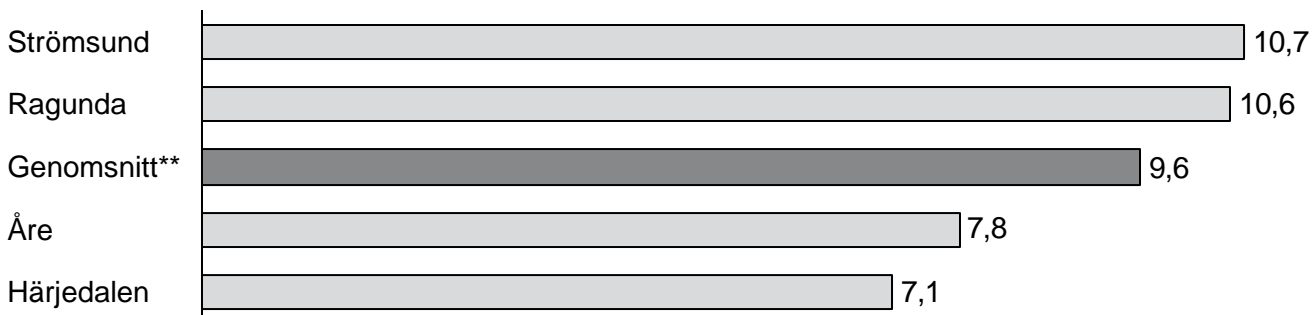 Strömsund 10,7
Ragunda 10,6
Genomsnitt** 9,6
Åre 7,8
Härjedalen 7,1